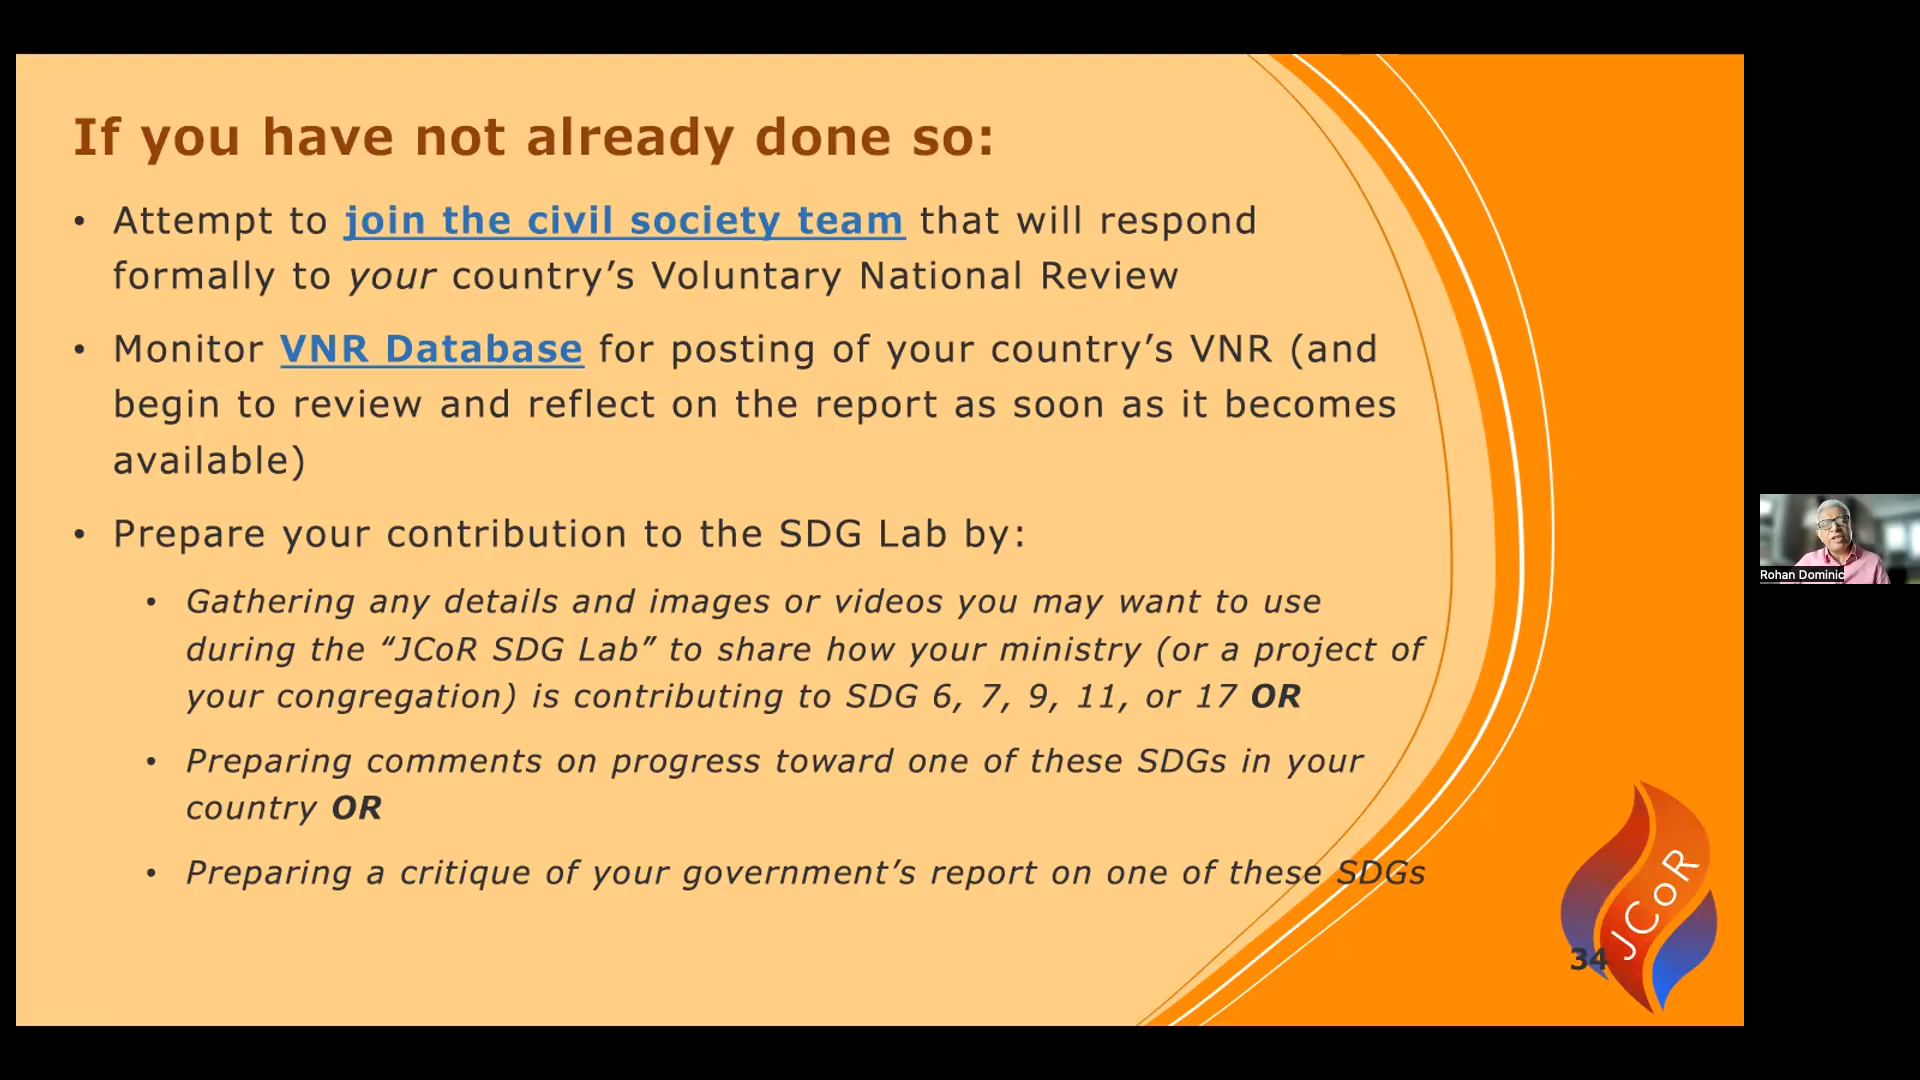 If you have not already done so:
• Attempt to join the civil society team that will respond
formally to your country’s Voluntary National Review
• Monitor VNR Database for posting of your country’s VNR (and
begin to review and reflect on the report as soon as it becomes
available)
• Prepare your contribution to the SDG Lab by:
• Gathering any details and images or videos you may want to use
during the “JCoR SDG Lab” to share how your ministry (or a project of
your congregation) is contributing to SDG 6, 7, 9, 11, or 17 OR
• Preparing comments on progress toward one of these SDGs in your
country OR
• Preparing a critique of your government’s report on one of these SDGs
JCoR
34
Rohan Dominic